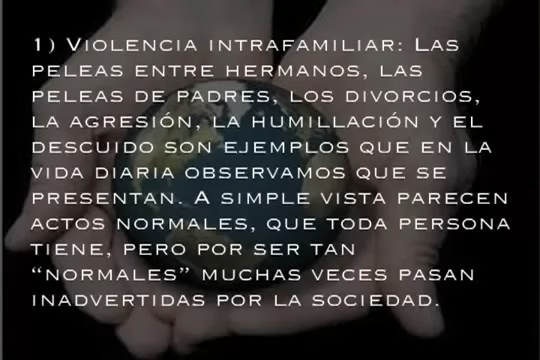 1) Violencia intrafamiliar: Las
peleas entre hermanos, las
peleas de padres, los divorcios,
la agresión, la humillación y el
descuido son ejemplos que en la
vida diaria observamos que se
presentan. A simple vista parecen
actos normales, que toda persona
tiene, pero por ser tan
“normales” muchas veces pasan
inadvertidas por la sociedad.